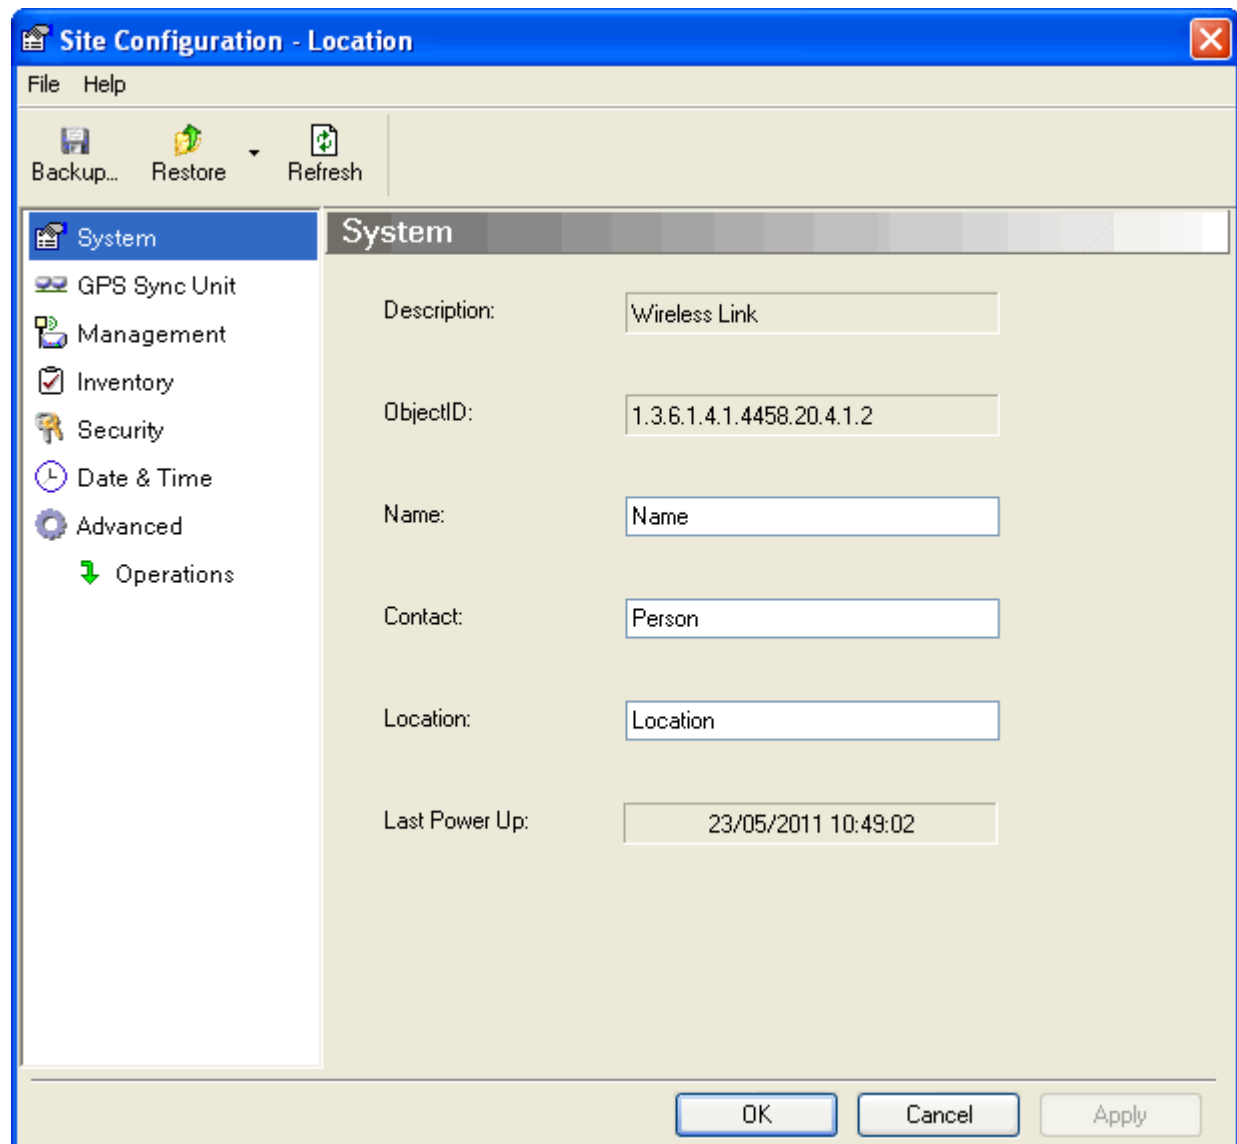 Site Configuration - Location
File Help
Backup... Restore Refresh
System
GPS Sync Unit
Management
Inventory
Security
Date & Time
Advanced
Operations
System
Description: Wireless Link
ObjectID: 1.3.6.1.4.1.4458.20.4.1.2
Name: Name
Contact: Person
Location: Location
Last Power Up: 23/05/2011 10:49:02
OK Cancel Apply